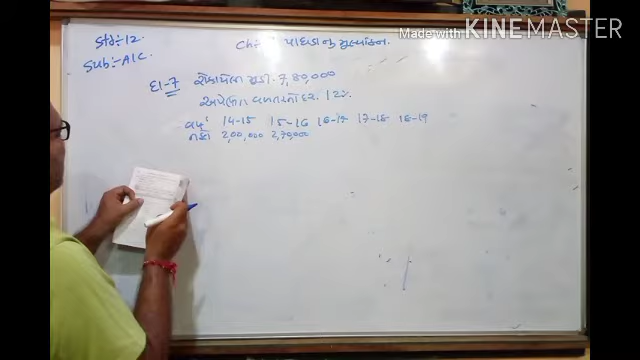 Made with KINEMASTER
Std:- 12.
Ch:- પાઘડીનું મૂલ્યાંકન.
Sub:- A/C
દા-7 રોકાયેલી મૂડી ₹,80,000
અપેક્ષિત વળતરનો દર. 12%
વર્ષ 14-15 15-16 16-17 17-18 18-19
નફો 2,00,000 2,70,000